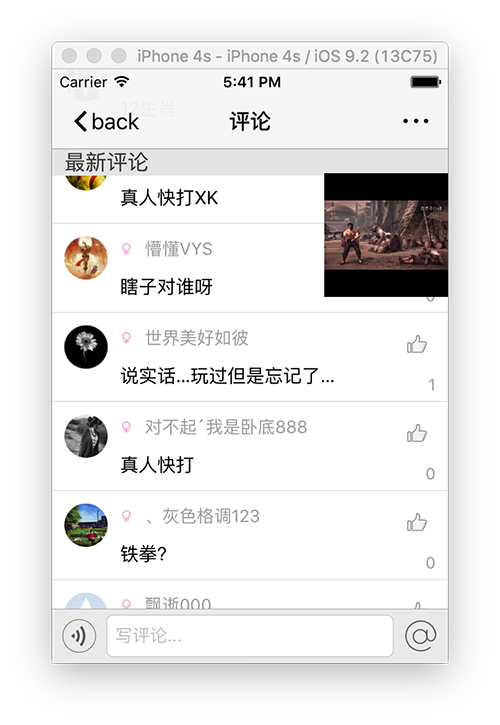 iPhone 4s - iPhone 4s / iOS 9.2 (13C75)
Carrier
5:41 PM
12生肖
back
评论
最新评论
真人快打XK
懵懂VYS
瞎子对谁呀
0
世界美好如彼
说实话...玩过但是忘记了...
1
对不起ˊ我是卧底888
真人快打
0
、灰色格调123
铁拳?
0
飘逝000
写评论...